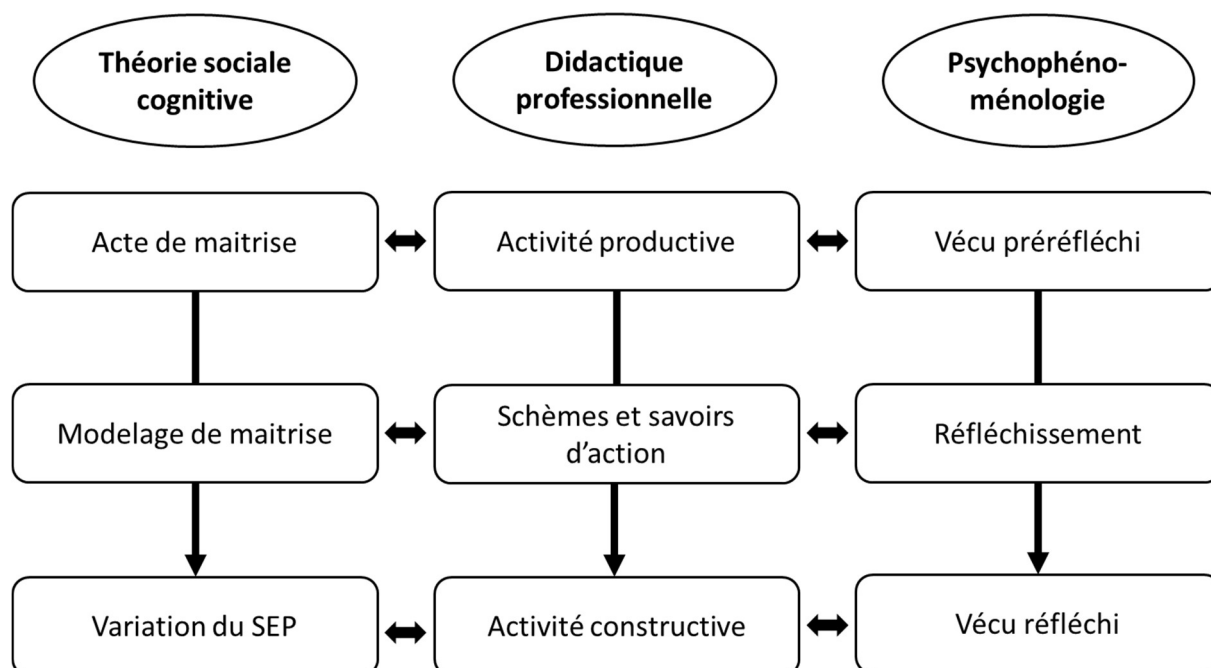 Théorie sociale
cognitive
Didactique
professionnelle
Psychophéno-
ménologie
Acte de maitrise
Activité productive
Vécu préréfléchi
Modelage de maitrise
Schèmes et savoirs
d’action
Réfléchissement
Variation du SEP
Activité constructive
Vécu réfléchi